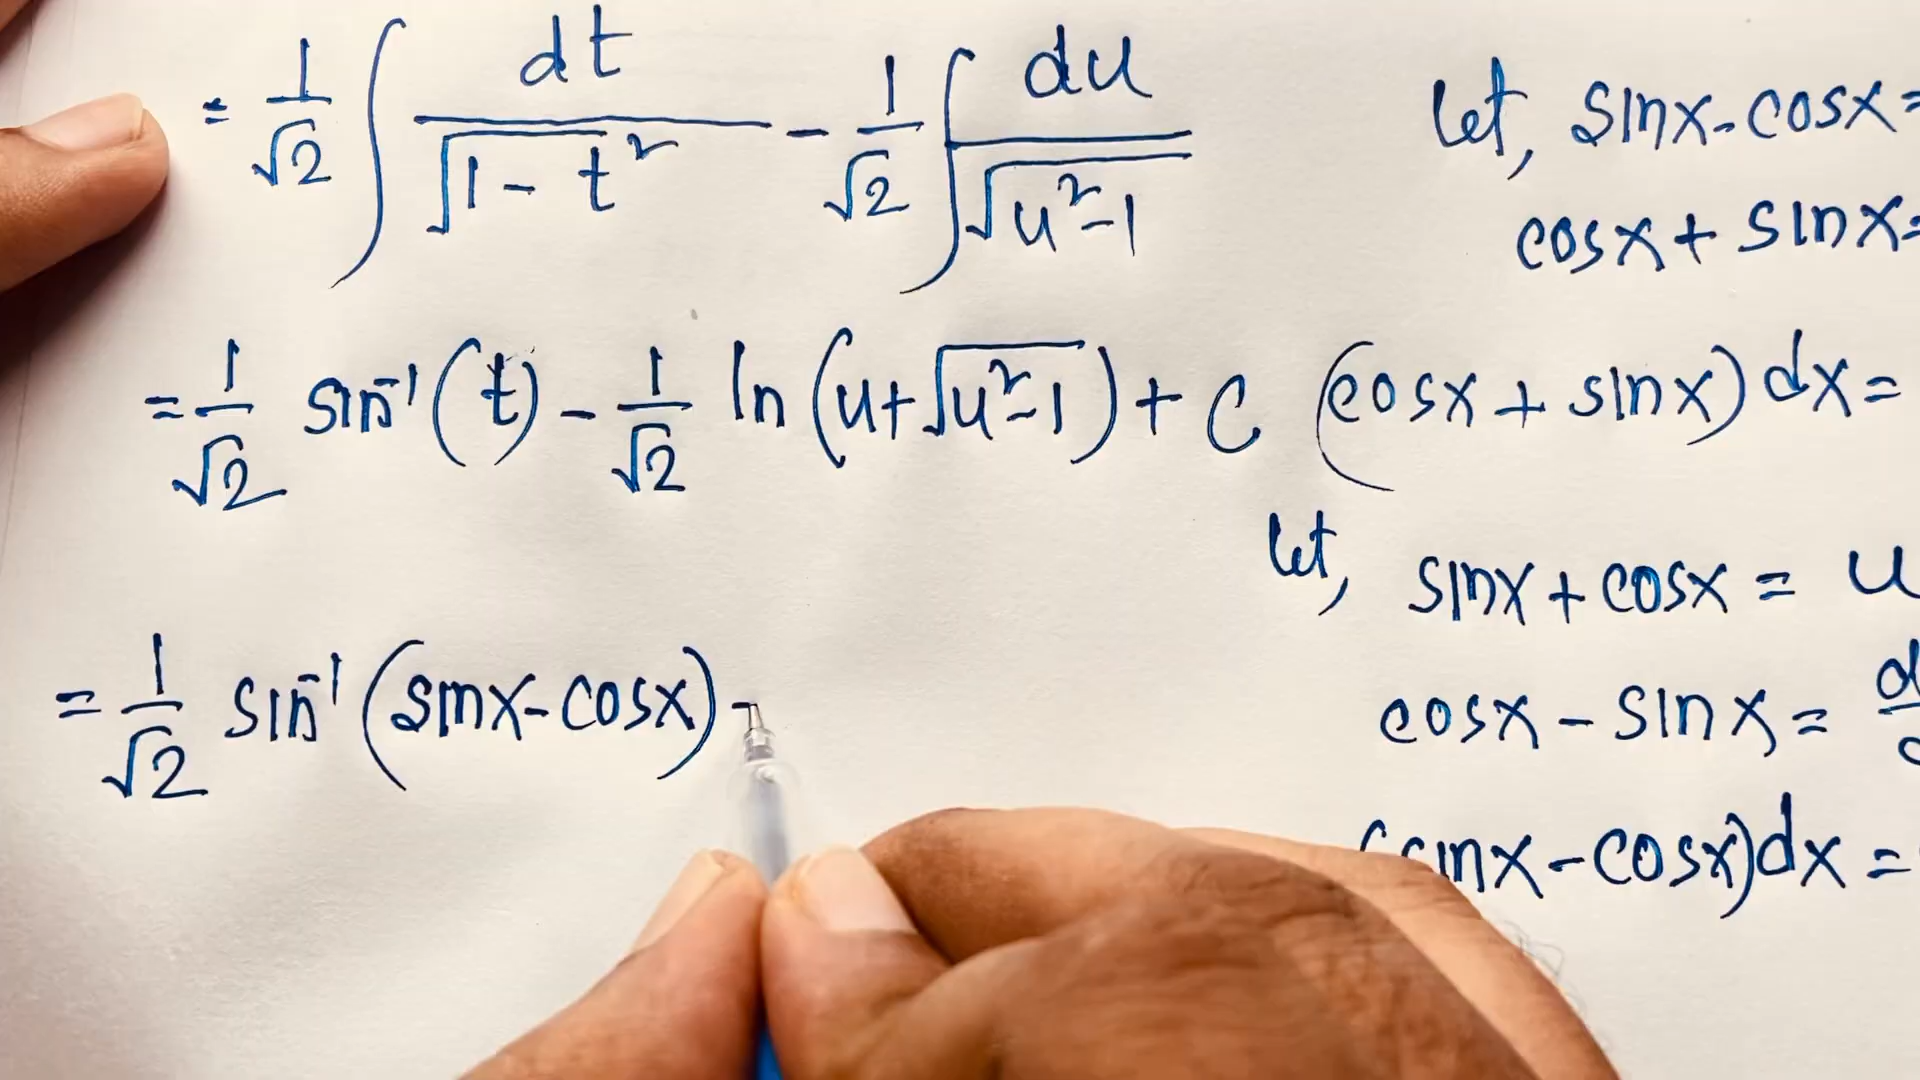 = 1/√2 ∫ dt/√(1 - t²) - 1/√2 ∫ du/√(u²-1)
let, sinx - cosx =
cosx + sinx =
= 1/√2 sin⁻¹(t) - 1/√2 ln(u+√(u²-1)) + c
(cosx + sinx)dx =
let, sinx + cosx = u
= 1/√2 sin⁻¹(sinx - cosx) -
cosx - sinx =
(sinx - cosx)dx =